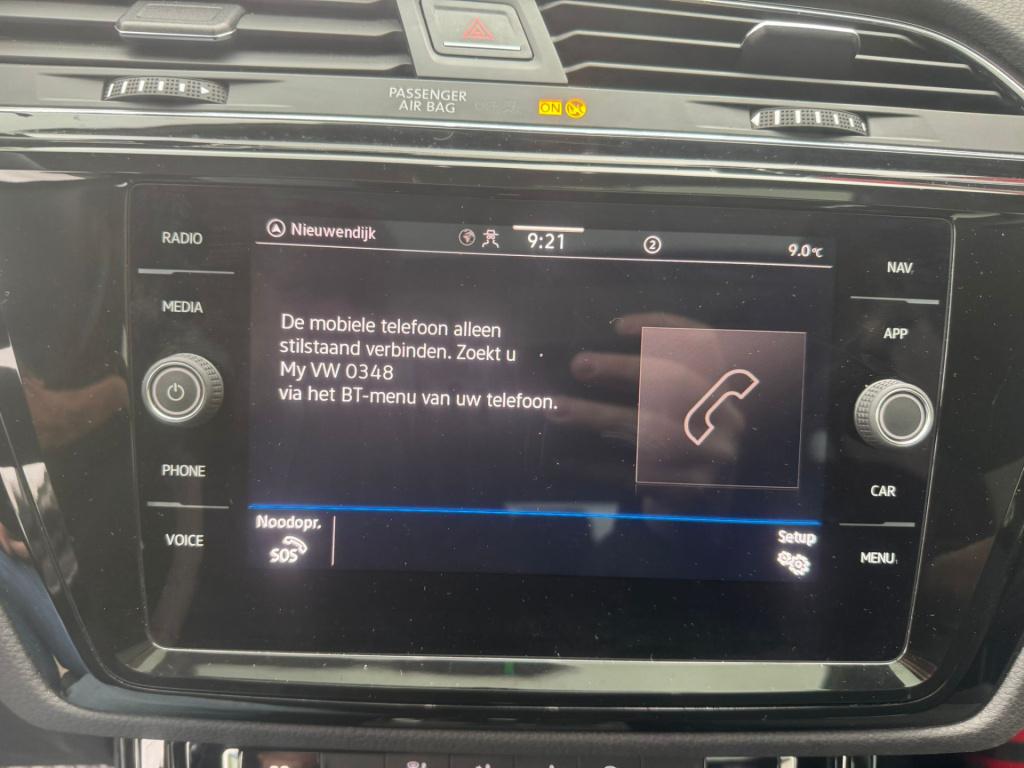 PASSENGER
AIR BAG
ON
Nieuwendijk
9:21
2
9.0°C
RADIO
MEDIA
PHONE
VOICE
De mobiele telefoon alleen
stilstaand verbinden. Zoekt u
My VW 0348
via het BT-menu van uw telefoon.
Noodopr.
SOS
Setup
NAV
APP
CAR
MENU